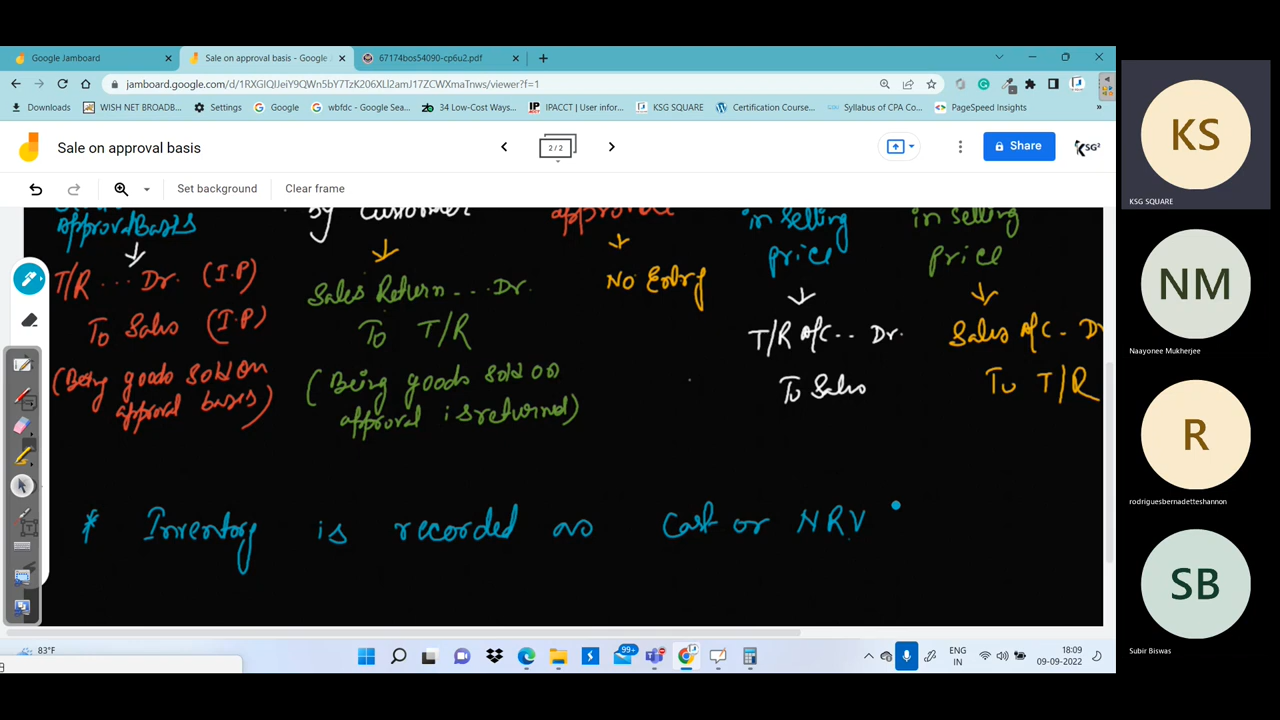 Google Jamboard
Sale on approval basis - Google J
67174bos54090-cp6u2.pdf
jamboard.google.com/d/1RXGlQlJeiY9QWn5bY7TzK206XLl2amJ17ZCWXmaTnws/viewer?f=1
Downloads
WISH NET BROADB...
Settings
Google
wbfdc - Google Sea...
34 Low-Cost Ways...
IPACCT | User infor...
KSG SQUARE
Certification Course...
Syllabus of CPA Co...
PageSpeed Insights
Sale on approval basis
2 / 2
Share
KSG²
Set background
Clear frame
Approval Basis
T/R ... Dr. (I.P)
To Sales (I.P)
(Being goods sold on
approval basis)
by Customer
Sales Return ... Dr.
To T/R
(Being goods sold on
approval is returned)
No Entry
in selling
price
T/R A/C .. Dr.
To Sales
in selling
price
Sales A/C - Dr
To T/R
* Inventory is recorded as Cost or NRV
83°F
99+
ENG
IN
18:09
09-09-2022
KS
KSG SQUARE
NM
Naayonee Mukherjee
R
rodriguesbernadetteshannon
SB
Subir Biswas